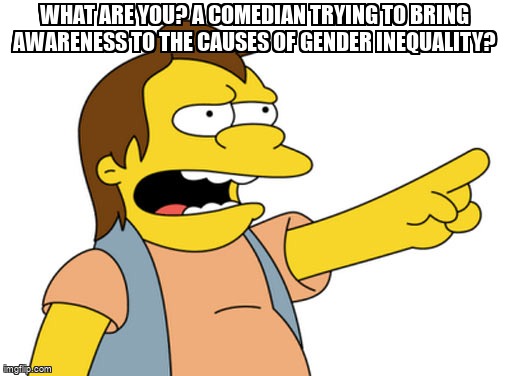 WHAT ARE YOU? A COMEDIAN TRYING TO BRING
AWARENESS TO THE CAUSES OF GENDER INEQUALITY?
imgflip.com